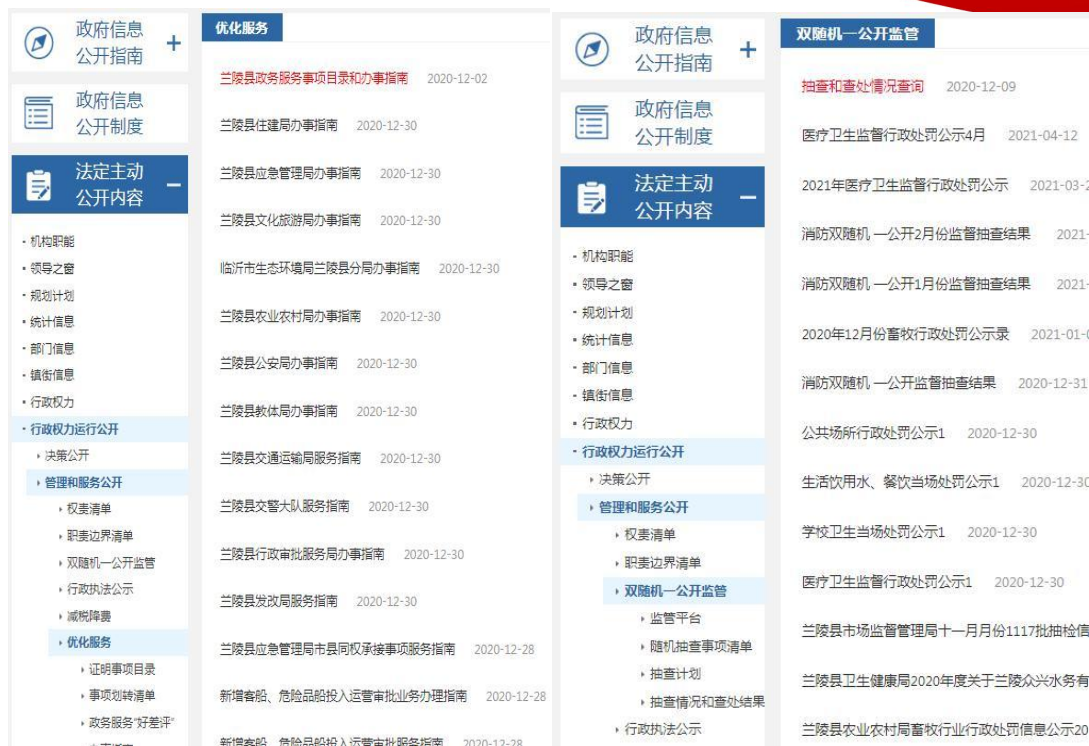 政府信息
公开指南
+
政府信息
公开制度
法定主动
公开内容
机构职能
领导之窗
规划计划
统计信息
部门信息
镇街信息
行政权力
行政权力运行公开
决策公开
管理和服务公开
权责清单
职责边界清单
双随机一公开监管
行政执法公示
减税降费
优化服务
证明事项目录
事项划转清单
政务服务“好差评”
优化服务
兰陵县政务服务事项目录和办事指南 2020-12-02
兰陵县住建局办事指南 2020-12-30
兰陵县应急管理局办事指南 2020-12-30
兰陵县文化旅游局办事指南 2020-12-30
临沂市生态环境局兰陵县分局办事指南 2020-12-30
兰陵县农业农村局办事指南 2020-12-30
兰陵县公安局办事指南 2020-12-30
兰陵县教体局办事指南 2020-12-30
兰陵县交通运输局服务指南 2020-12-30
兰陵县交警大队服务指南 2020-12-30
兰陵县行政审批服务局办事指南 2020-12-30
兰陵县发改局服务指南 2020-12-30
兰陵县应急管理局市县同权承接事项服务指南 2020-12-28
新增客船、危险品船投入运营审批业务办理指南 2020-12-28
新增客船、危险品船投入运营审批服务指南 2020-12-28
政府信息
公开指南
+
政府信息
公开制度
法定主动
公开内容
机构职能
领导之窗
规划计划
统计信息
部门信息
镇街信息
行政权力
行政权力运行公开
决策公开
管理和服务公开
权责清单
职责边界清单
双随机一公开监管
监管平台
随机抽查事项清单
抽查计划
抽查情况和查处结果
行政执法公示
双随机一公开监管
抽查和查处情况查询 2020-12-09
医疗卫生监督行政处罚公示4月 2021-04-12
2021年医疗卫生监督行政处罚公示 2021-03-2
消防双随机 一公开2月份监督抽查结果 2021-
消防双随机 一公开1月份监督抽查结果 2021-
2020年12月份畜牧行政处罚公示录 2021-01-0
消防双随机 一公开监督抽查结果 2020-12-31
公共场所行政处罚公示1 2020-12-30
生活饮用水、餐饮当场处罚公示1 2020-12-30
学校卫生当场处罚公示1 2020-12-30
医疗卫生监督行政处罚公示1 2020-12-30
兰陵县市场监督管理局十一月月份1117批抽检信
兰陵县卫生健康局2020年度关于兰陵众兴水务有
兰陵县农业农村局畜牧行业行政处罚信息公示20